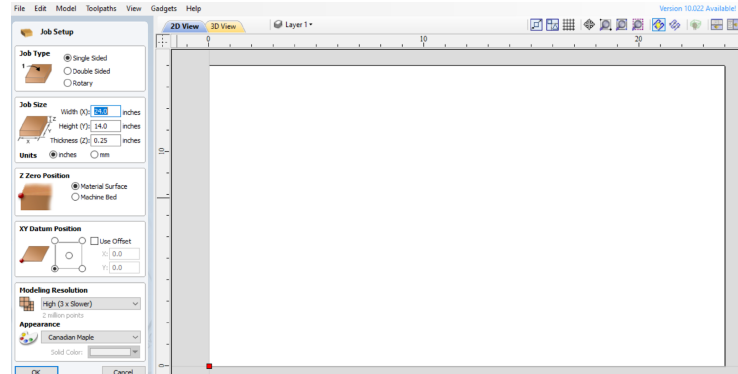 File Edit Model Toolpaths View Gadgets Help
Version 10.022 Available!
Job Setup
2D View 3D View Layer 1
0 10 20
Job Type
Single Sided
1
Double Sided
Rotary
Job Size
Width (X): 24.0 inches
Z
Height (Y): 14.0 inches
Y
Thickness (Z): 0.25 inches
X
Units inches mm
10
Z Zero Position
Material Surface
Machine Bed
XY Datum Position
Use Offset
X: 0.0
Y: 0.0
Modeling Resolution
High (3 x Slower)
2 million points
Appearance
Canadian Maple
Solid Color:
0
OK Cancel